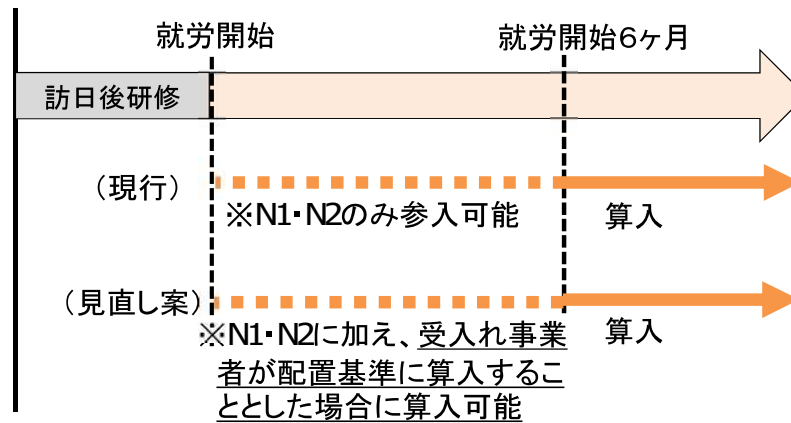 就労開始
就労開始6ヶ月
訪日後研修
（現行）
※N1・N2のみ参入可能
算入
（見直し案）
※N1・N2に加え、受入れ事業
者が配置基準に算入するこ
ととした場合に算入可能
算入